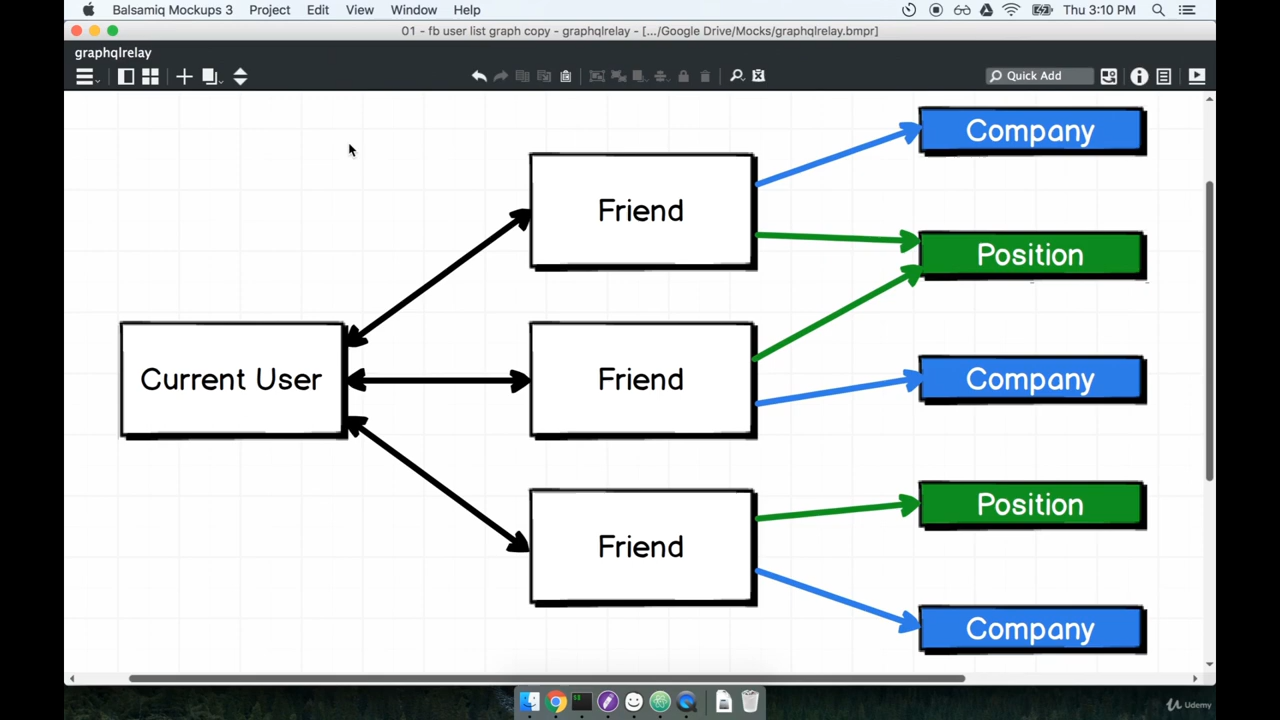 Balsamiq Mockups 3 Project Edit View Window Help Thu 3:10 PM
01 - fb user list graph copy - graphqlrelay - [.../Google Drive/Mocks/graphqlrelay.bmpr]
graphqlrelay
Quick Add
Company
Friend
Position
Current User
Friend
Company
Position
Friend
Company
Udemy